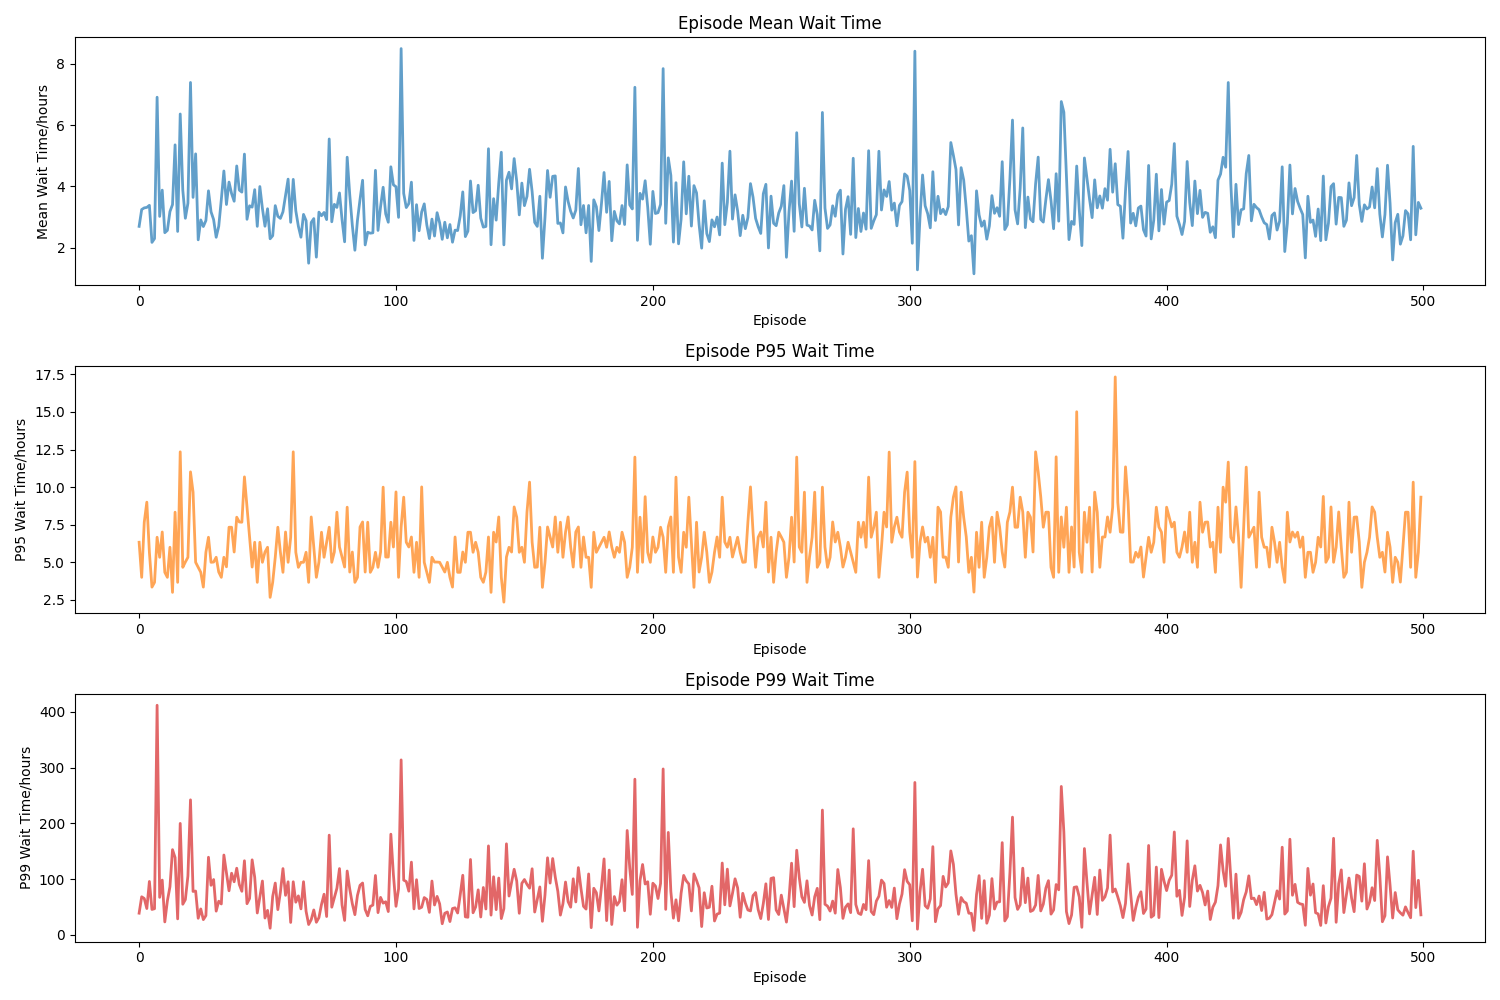 Episode Mean Wait Time
Mean Wait Time/hours
8
6
4
2
0 100 200 300 400 500
Episode
Episode P95 Wait Time
P95 Wait Time/hours
17.5
15.0
12.5
10.0
7.5
5.0
2.5
0 100 200 300 400 500
Episode
Episode P99 Wait Time
P99 Wait Time/hours
400
300
200
100
0
0 100 200 300 400 500
Episode